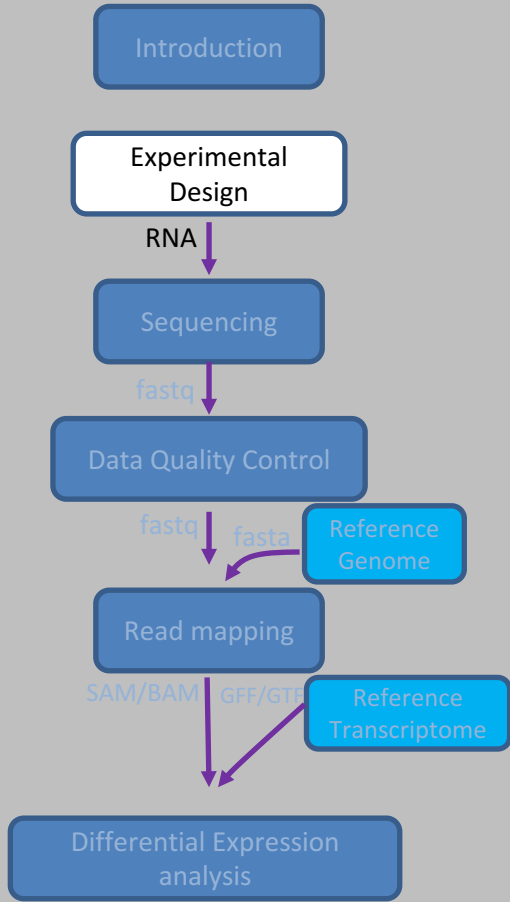 Introduction
Experimental
Design
RNA
Sequencing
fastq
Data Quality Control
fastq
fasta
Reference
Genome
Read mapping
SAM/BAM
GFF/GTF
Reference
Transcriptome
Differential Expression
analysis